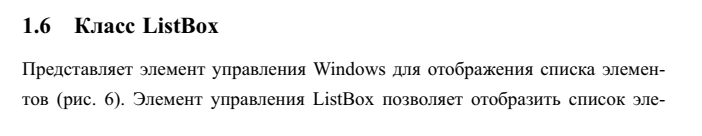 1.6 Класс ListBox
Представляет элемент управления Windows для отображения списка элемен-
тов (рис. 6). Элемент управления ListBox позволяет отобразить список эле-